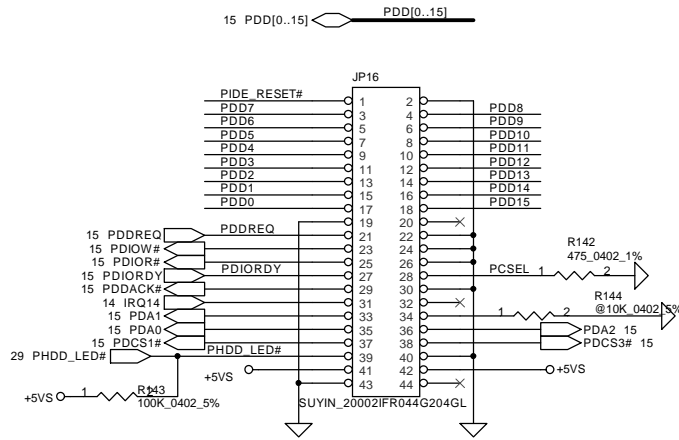 15 PDD[0..15] PDD[0..15]
JP16
PIDE_RESET# 1 2
PDD7 3 4 PDD8
PDD6 5 6 PDD9
PDD5 7 8 PDD10
PDD4 9 10 PDD11
PDD3 11 12 PDD12
PDD2 13 14 PDD13
PDD1 15 16 PDD14
PDD0 17 18 PDD15
19 20
15 PDDREQ PDDREQ 21 22
15 PDIOW# 23 24
15 PDIOR# 25 26
15 PDIORDY PDIORDY 27 28 PCSEL 1 2
R142
475_0402_1%
15 PDDACK# 29 30
14 IRQ14 31 32
15 PDA1 33 34 1 2
R144
@10K_0402_5%
15 PDA0 35 36 PDA2 15
15 PDCS1# 37 38 PDCS3# 15
29 PHDD_LED# PHDD_LED# 39 40
+5VS 41 42 +5VS
43 44
+5VS 1 2
R143
100K_0402_5%
SUYIN_20002IFR044G204GL